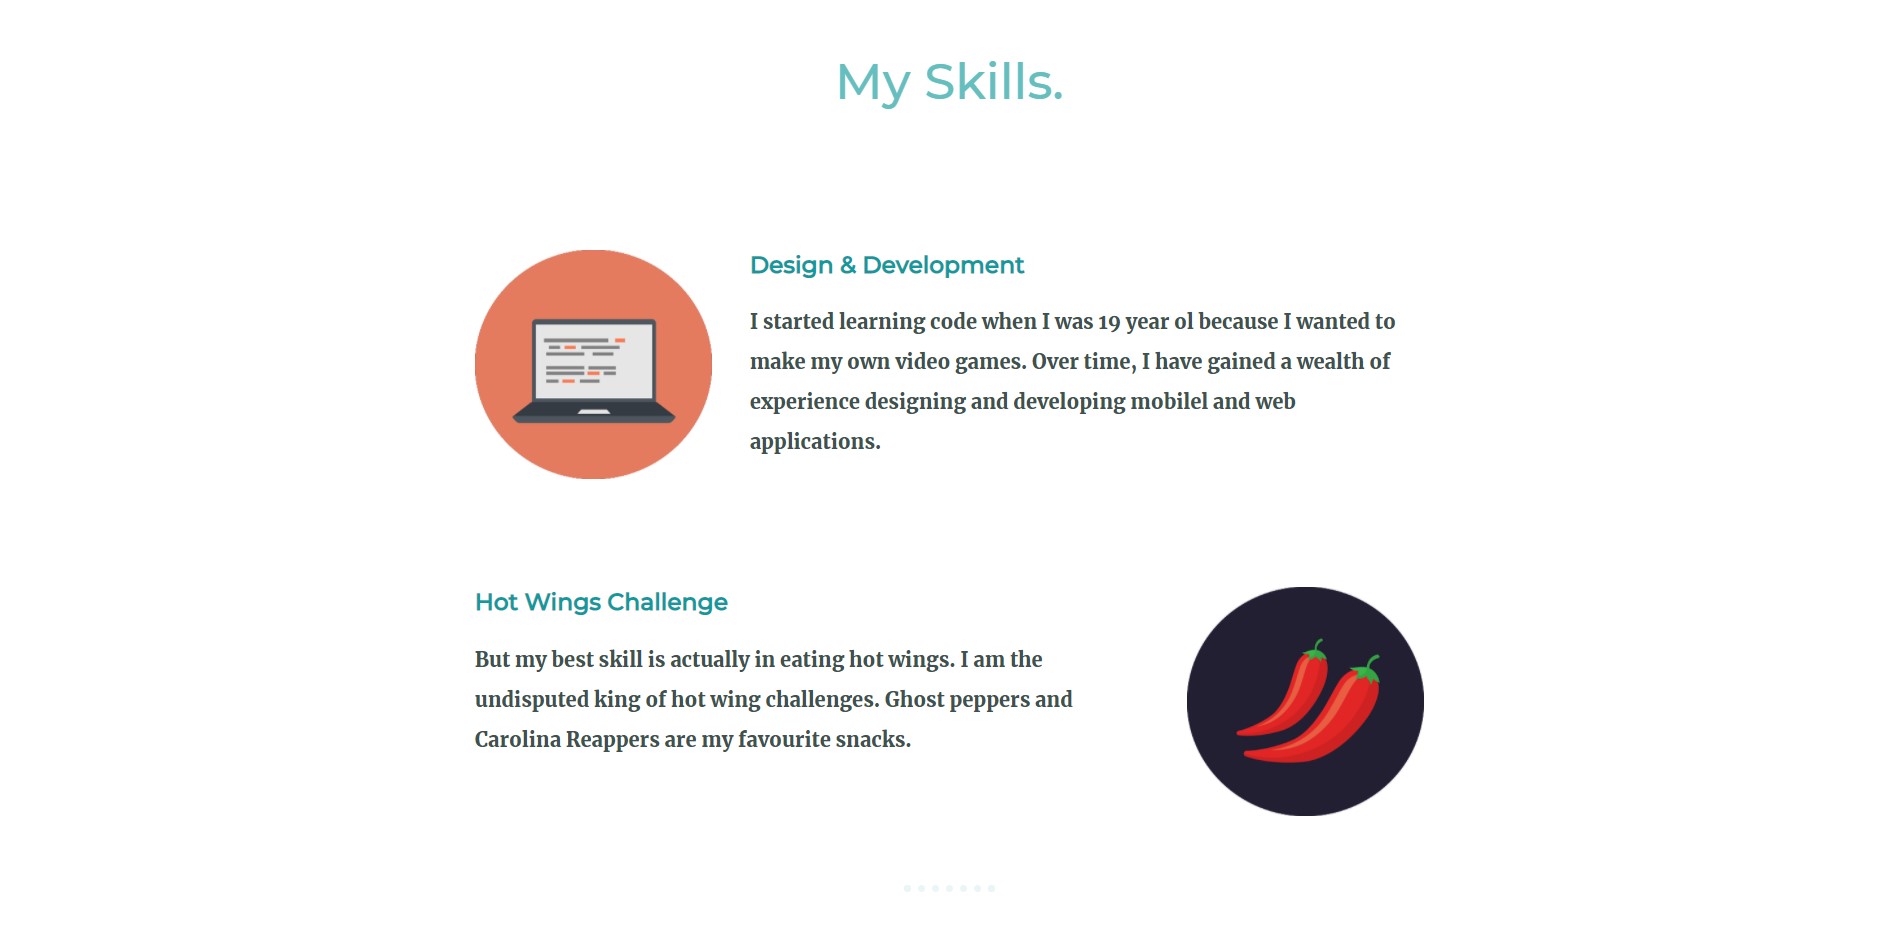 My Skills.
Design & Development
I started learning code when I was 19 year ol because I wanted to
make my own video games. Over time, I have gained a wealth of
experience designing and developing mobilel and web
applications.
Hot Wings Challenge
But my best skill is actually in eating hot wings. I am the
undisputed king of hot wing challenges. Ghost peppers and
Carolina Reappers are my favourite snacks.